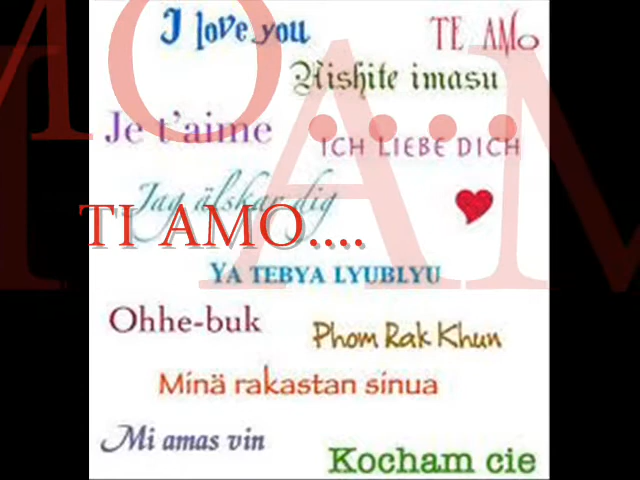 I love you
TE AMo
Aishite imasu
Je t'aime
ICH LIEBE DICH
Jag älskar dig
TI AMO....
YA TEBYA LYUBLYU
Ohhe-buk
Phom Rak Khun
Minä rakastan sinua
Mi amas vin
Kocham cie